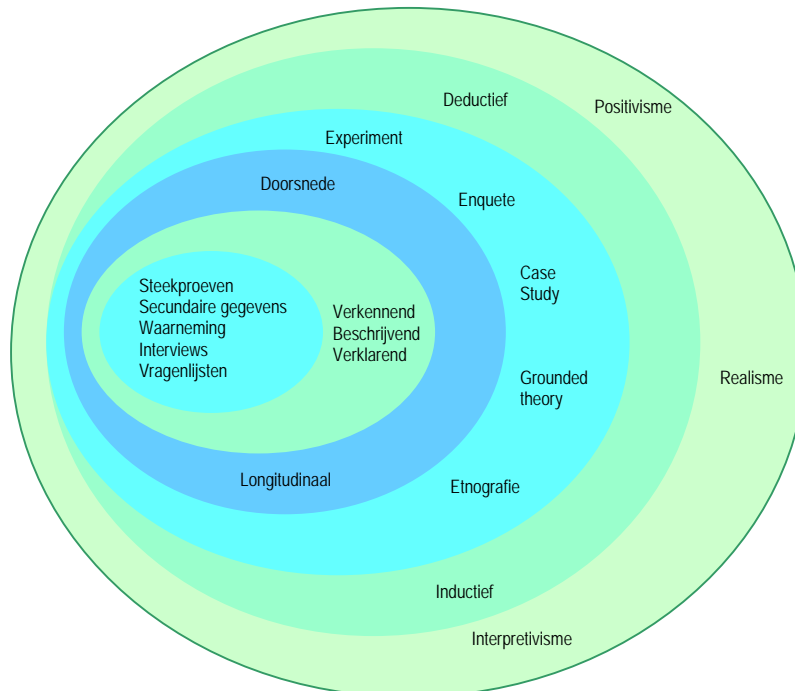 Deductief
Positivisme
Experiment
Doorsnede
Enquete
Case
Study
Steekproeven
Secundaire gegevens
Waarneming
Interviews
Vragenlijsten
Verkennend
Beschrijvend
Verklarend
Grounded
theory
Realisme
Longitudinaal
Etnografie
Inductief
Interpretivisme